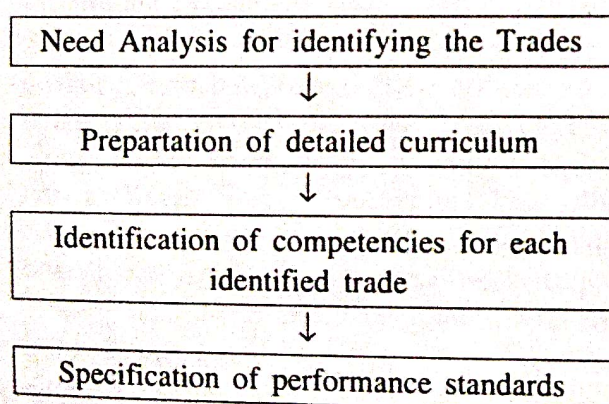 Need Analysis for identifying the Trades
↓
Prepartation of detailed curriculum
↓
Identification of competencies for each
identified trade
↓
Specification of performance standards